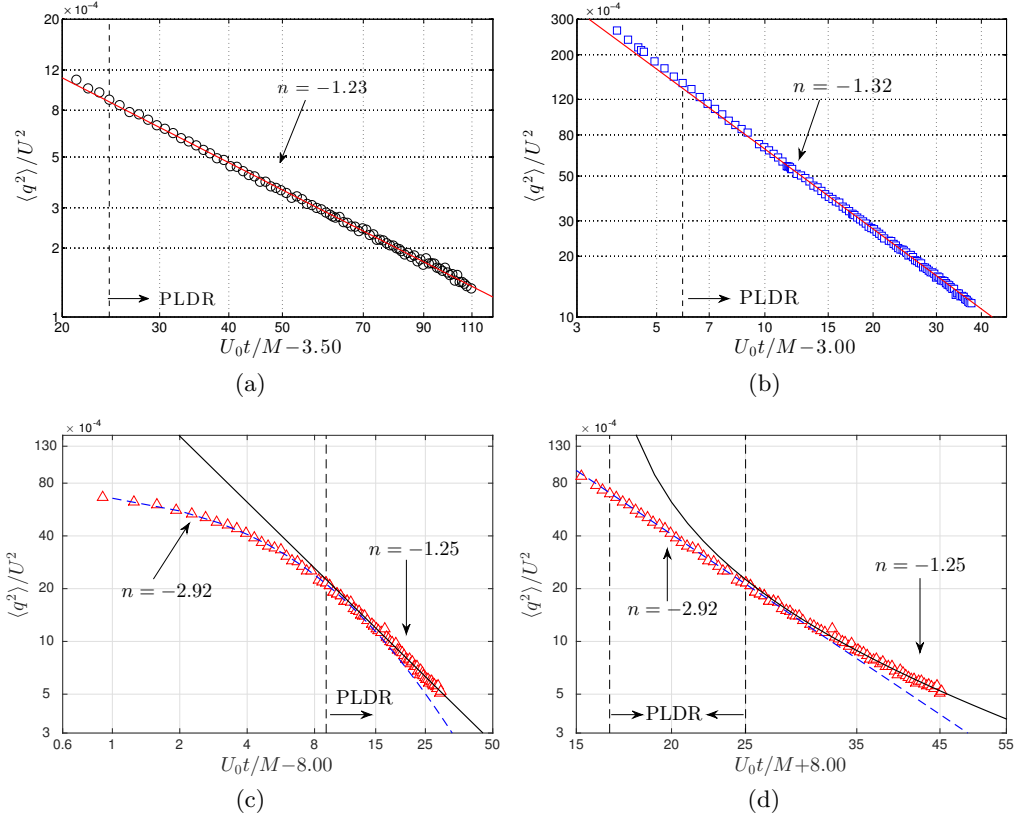 × 10⁻⁴
20
12
8
5
3
2
1
⟨q²⟩/U²
n = −1.23
PLDR
20 30 40 50 70 90 110
U₀t/M−3.50
(a)
× 10⁻⁴
300
200
120
80
50
30
20
10
⟨q²⟩/U²
n = −1.32
PLDR
3 5 7 10 15 20 30 40
U₀t/M−3.00
(b)
× 10⁻⁴
130
80
40
20
10
5
3
⟨q²⟩/U²
n = −1.25
n = −2.92
PLDR
0.6 1 2 4 8 15 25 50
U₀t/M−8.00
(c)
× 10⁻⁴
130
80
40
20
10
5
3
⟨q²⟩/U²
n = −1.25
n = −2.92
PLDR
15 20 25 35 45 55
U₀t/M+8.00
(d)